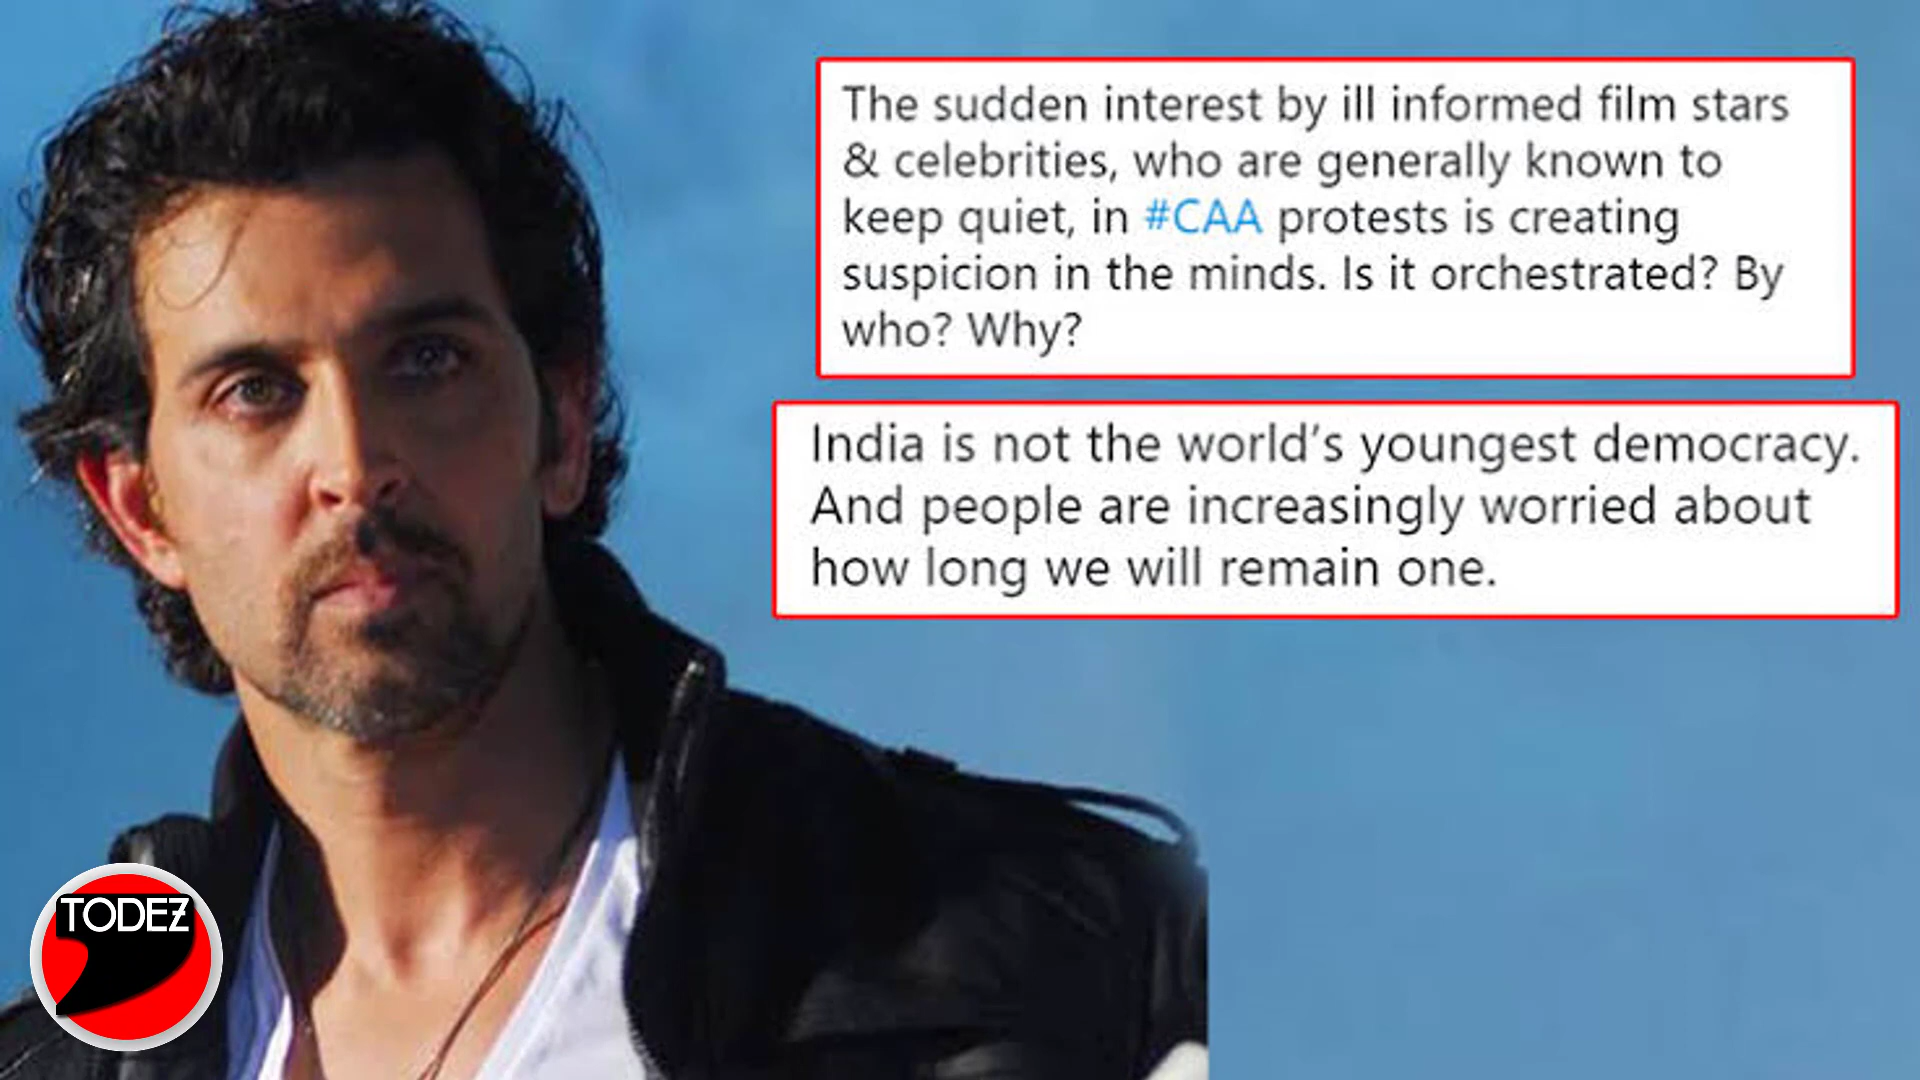 The sudden interest by ill informed film stars
& celebrities, who are generally known to
keep quiet, in #CAA protests is creating
suspicion in the minds. Is it orchestrated? By
who? Why?
India is not the world’s youngest democracy.
And people are increasingly worried about
how long we will remain one.
TODEZ